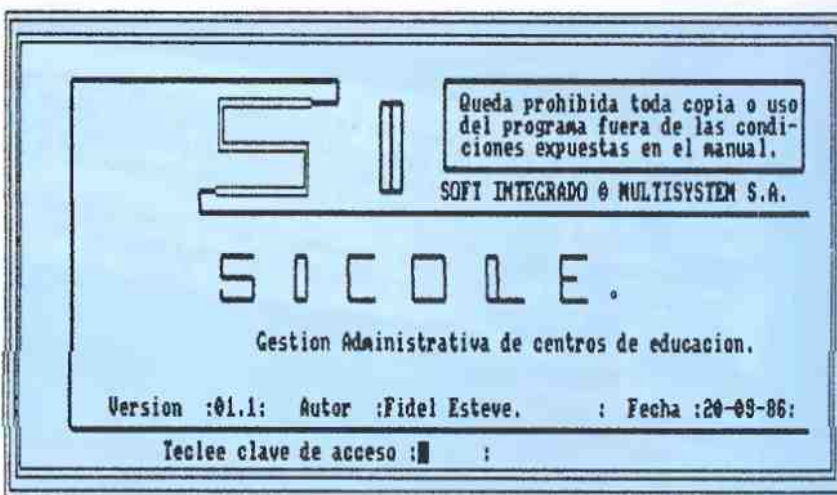 SI
Queda prohibida toda copia o uso
del programa fuera de las condi-
ciones expuestas en el manual.
SOFT INTEGRADO @ MULTISYSTEM S.A.
SICOLE.
Gestion Administrativa de centros de educacion.
Version :01.1: Autor :Fidel Esteve. : Fecha :20-09-86:
Teclee clave de acceso : :